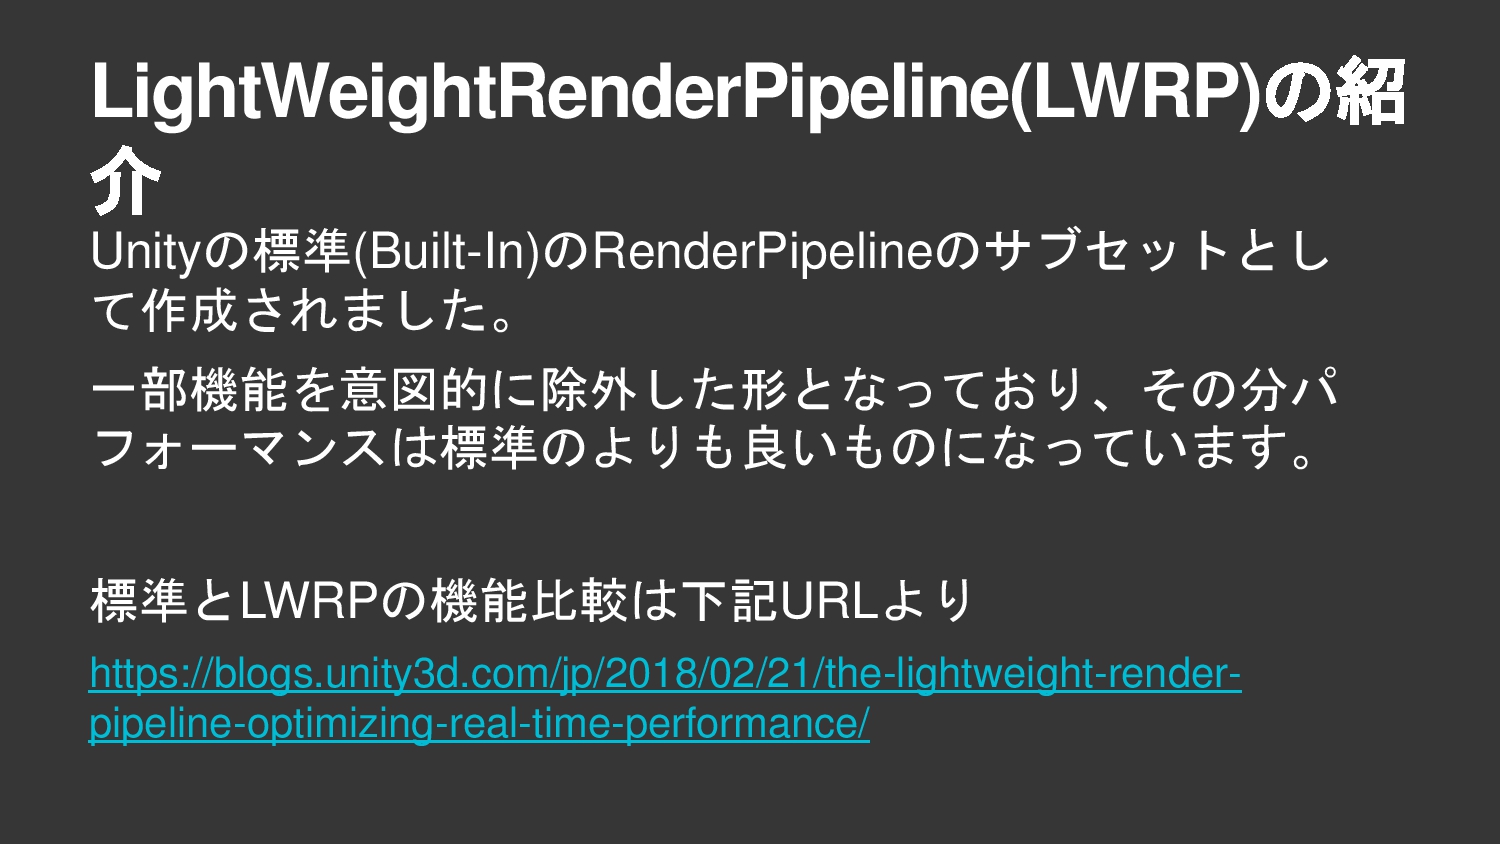 LightWeightRenderPipeline(LWRP)の紹
介
Unityの標準(Built-In)のRenderPipelineのサブセットとし
て作成されました。
一部機能を意図的に除外した形となっており、その分パ
フォーマンスは標準のよりも良いものになっています。
標準とLWRPの機能比較は下記URLより
https://blogs.unity3d.com/jp/2018/02/21/the-lightweight-render-
pipeline-optimizing-real-time-performance/